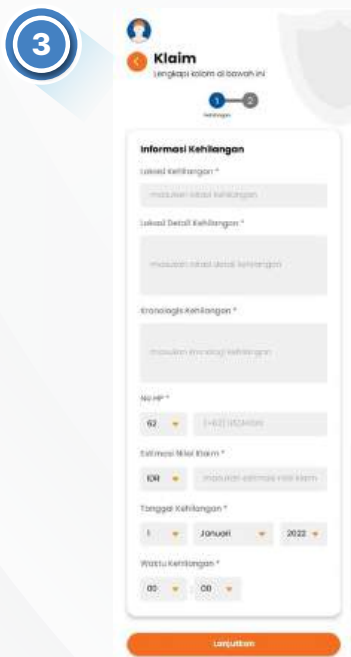 3
Klaim
Lengkapi kolom di bawah ini
1 2
Kehilangan
Informasi Kehilangan
Lokasi Kehilangan *
masukan lokasi kehilangan
Lokasi Detail Kehilangan *
masukan lokasi detail kehilangan
Kronologis Kehilangan *
masukan kronologi kehilangan
No HP *
62
Estimasi Nilai Klaim *
IDR masukan estimasi nilai klaim
Tanggal Kehilangan *
1 Januari 2022
Waktu Kehilangan *
00 : 00
Lanjutkan